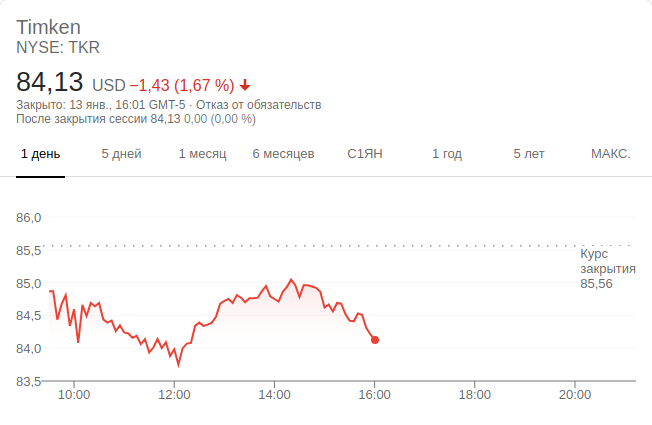 Timken
NYSE: TKR
84,13 USD −1,43 (1,67 %)
Закрыто: 13 янв., 16:01 GMT-5 · Отказ от обязательств
После закрытия сессии 84,13 0,00 (0,00 %)
1 день 5 дней 1 месяц 6 месяцев С1ЯН 1 год 5 лет МАКС.
86,0
85,5
Курс
закрытия
85,56
85,0
84,5
84,0
83,5
10:00 12:00 14:00 16:00 18:00 20:00